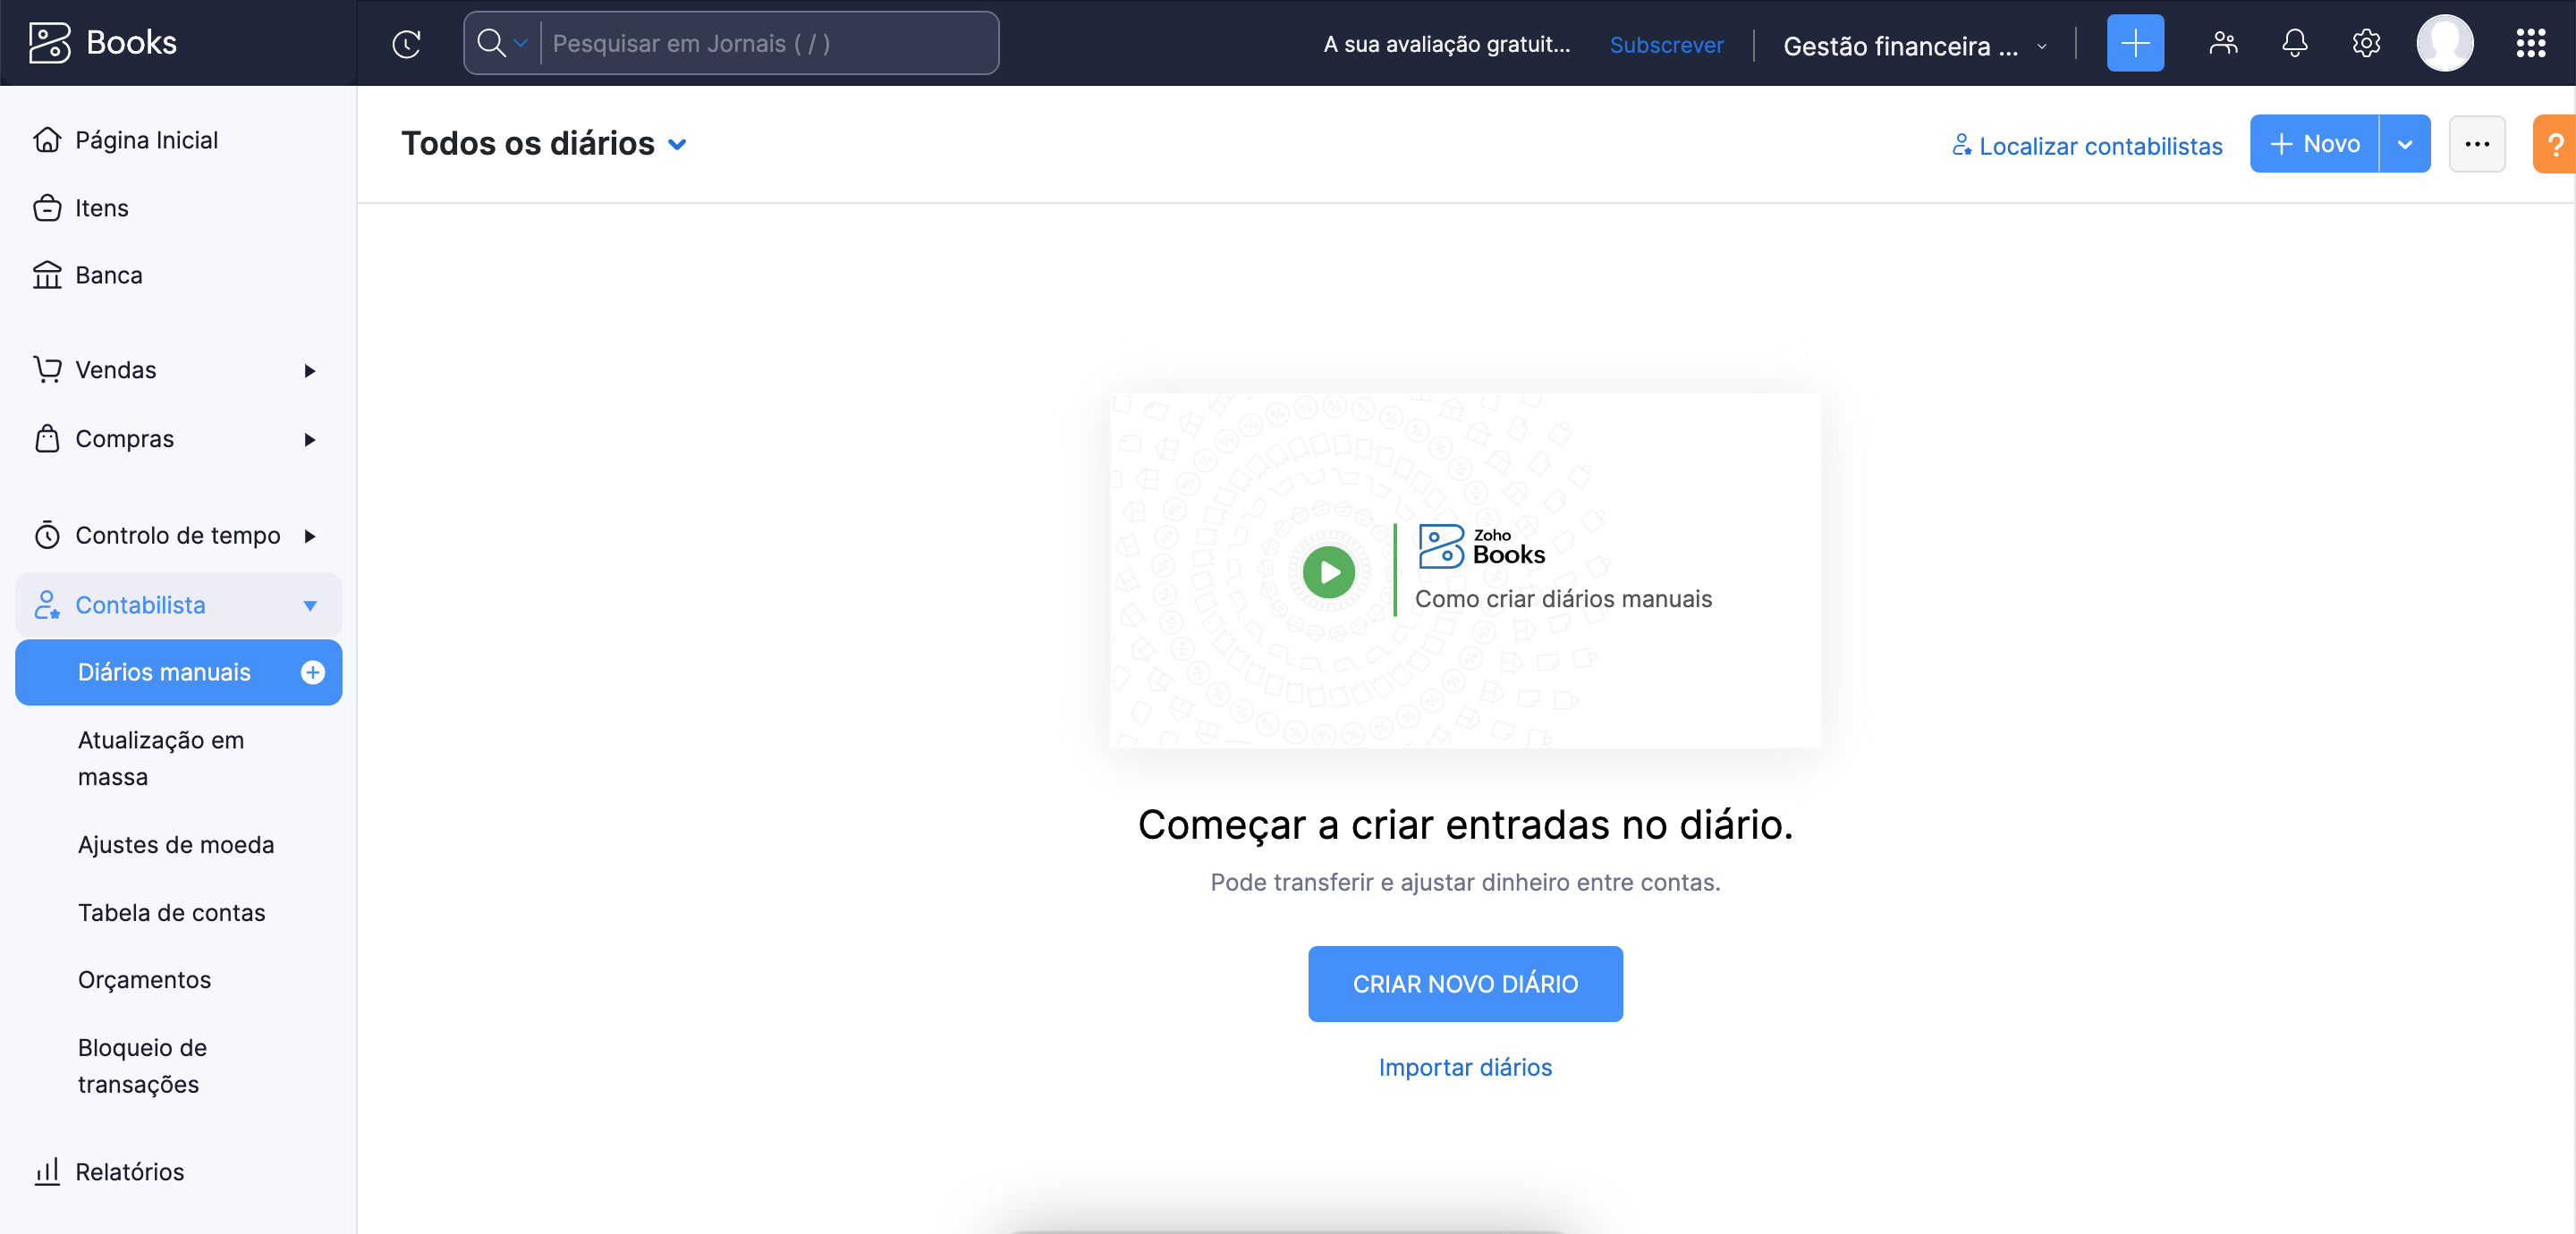 Books
Pesquisar em Jornais ( / )
A sua avaliação gratuit...
Subscrever
Gestão financeira ...
Página Inicial
Itens
Banca
Vendas
Compras
Controlo de tempo
Contabilista
Diários manuais
Atualização em
massa
Ajustes de moeda
Tabela de contas
Orçamentos
Bloqueio de
transações
Relatórios
Todos os diários
Localizar contabilistas
+ Novo
?
Zoho
Books
Como criar diários manuais
Começar a criar entradas no diário.
Pode transferir e ajustar dinheiro entre contas.
CRIAR NOVO DIÁRIO
Importar diários